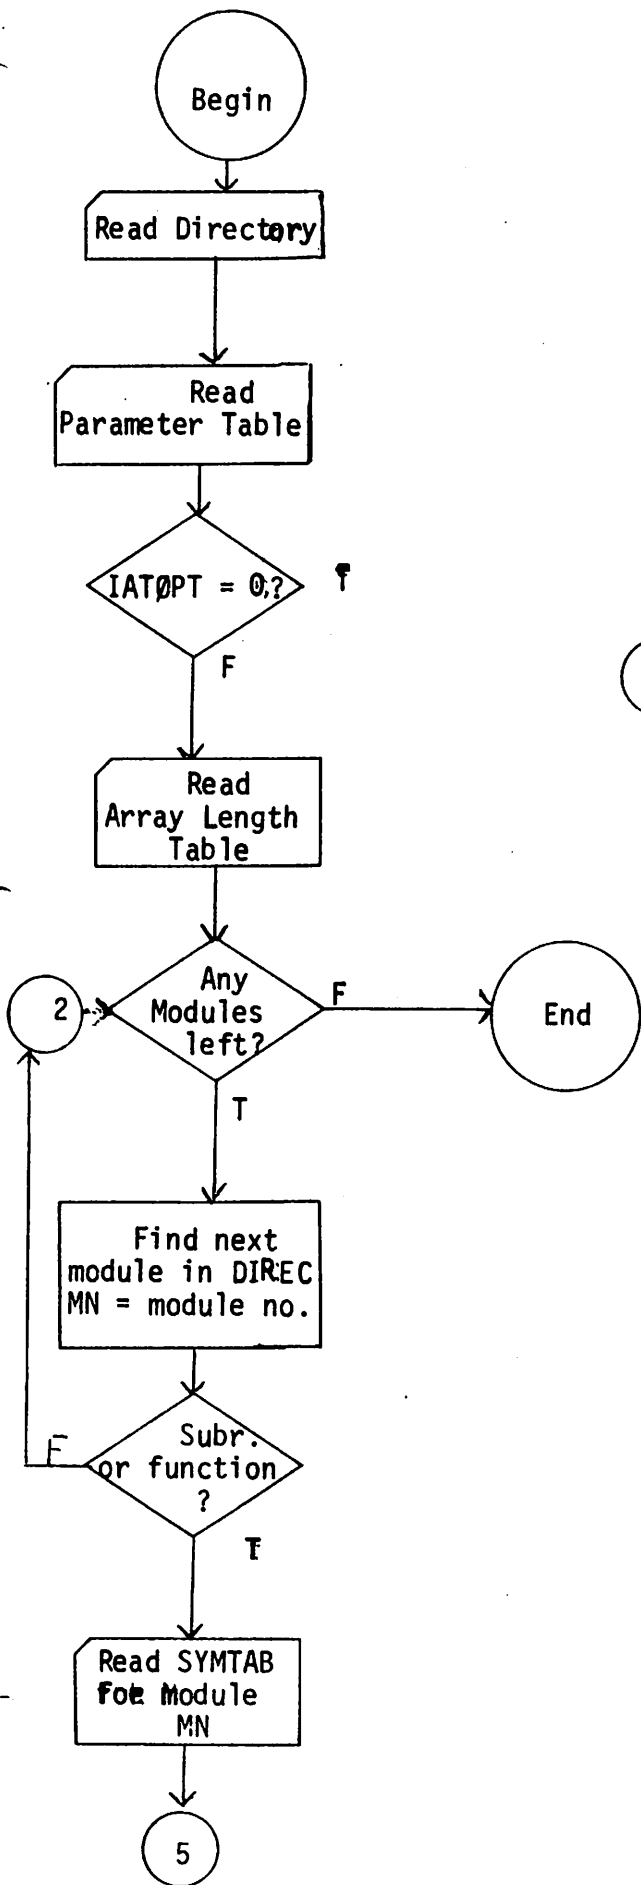 Begin
Read Directory
Read
Parameter Table
IATØPT = 0?
T
F
Read
Array Length
Table
2
Any
Modules
left?
F
End
T
Find next
module in DIREC
MN = module no.
Subr.
or function
?
F
T
Read SYMTAB
for Module
MN
5